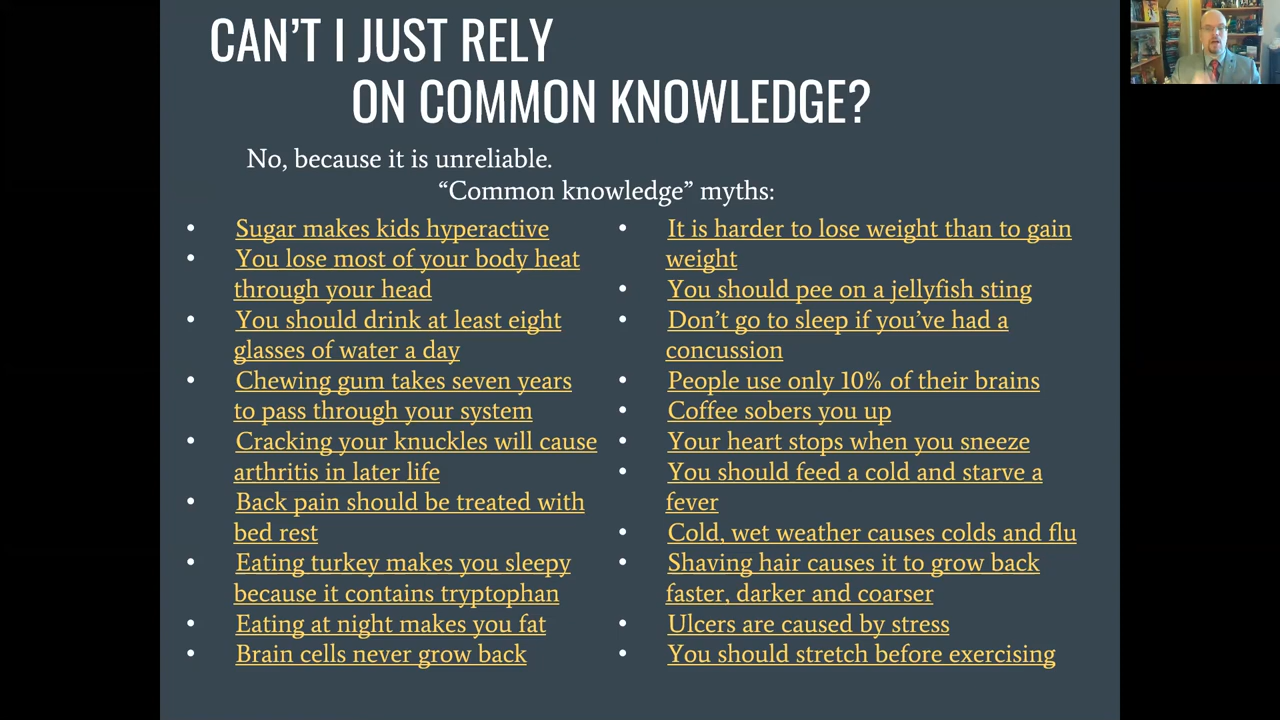 CAN’T I JUST RELY
ON COMMON KNOWLEDGE?
No, because it is unreliable.
“Common knowledge” myths:
• Sugar makes kids hyperactive
• You lose most of your body heat
through your head
• You should drink at least eight
glasses of water a day
• Chewing gum takes seven years
to pass through your system
• Cracking your knuckles will cause
arthritis in later life
• Back pain should be treated with
bed rest
• Eating turkey makes you sleepy
because it contains tryptophan
• Eating at night makes you fat
• Brain cells never grow back
• It is harder to lose weight than to gain
weight
• You should pee on a jellyfish sting
• Don’t go to sleep if you’ve had a
concussion
• People use only 10% of their brains
• Coffee sobers you up
• Your heart stops when you sneeze
• You should feed a cold and starve a
fever
• Cold, wet weather causes colds and flu
• Shaving hair causes it to grow back
faster, darker and coarser
• Ulcers are caused by stress
• You should stretch before exercising